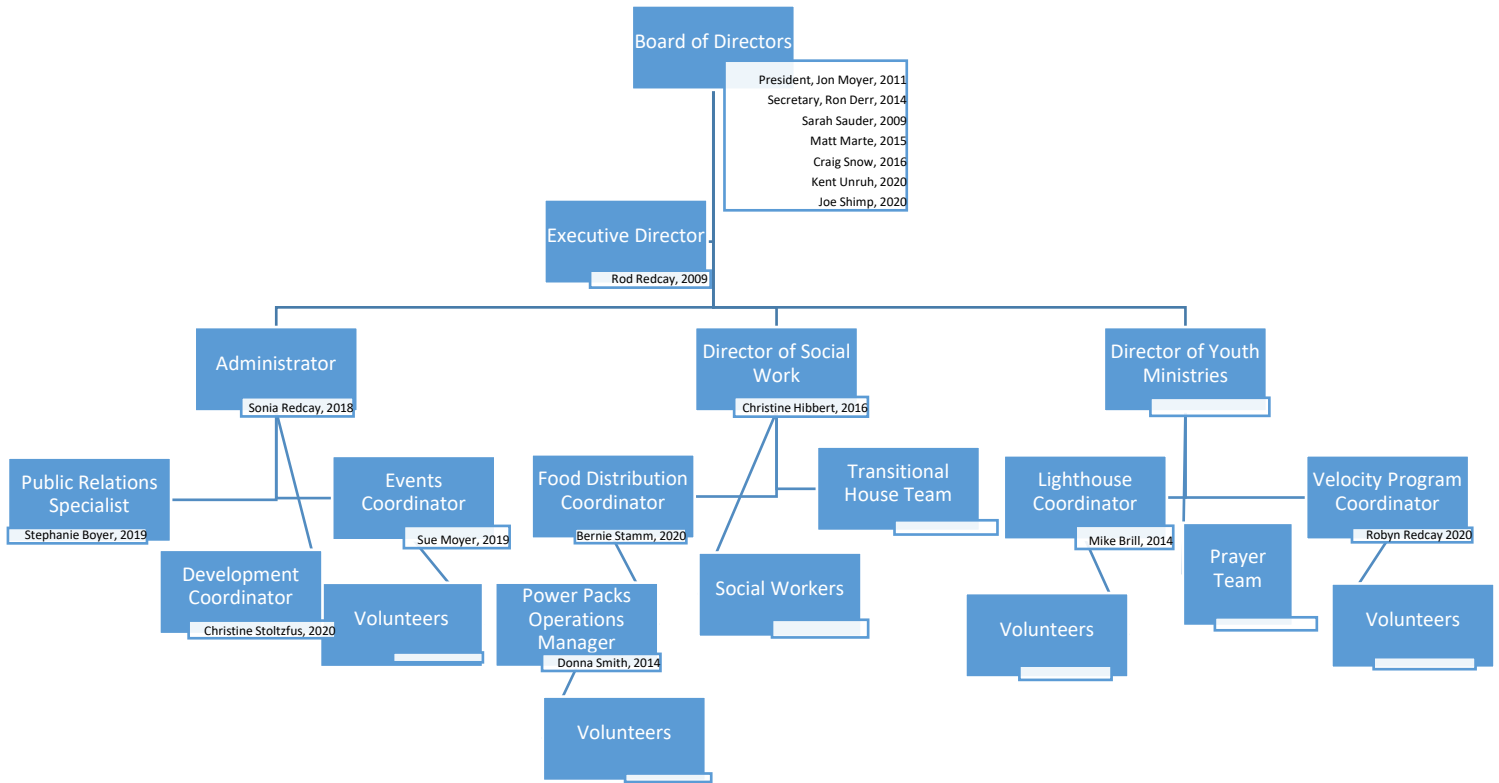 Board of Directors
President, Jon Moyer, 2011
Secretary, Ron Derr, 2014
Sarah Sauder, 2009
Matt Marte, 2015
Craig Snow, 2016
Kent Unruh, 2020
Joe Shimp, 2020
Executive Director
Rod Redcay, 2009
Administrator
Sonia Redcay, 2018
Director of Social
Work
Christine Hibbert, 2016
Director of Youth
Ministries
Public Relations
Specialist
Stephanie Boyer, 2019
Events
Coordinator
Sue Moyer, 2019
Development
Coordinator
Christine Stoltzfus, 2020
Volunteers
Food Distribution
Coordinator
Bernie Stamm, 2020
Power Packs
Operations
Manager
Donna Smith, 2014
Volunteers
Transitional
House Team
Social Workers
Lighthouse
Coordinator
Mike Brill, 2014
Volunteers
Prayer
Team
Velocity Program
Coordinator
Robyn Redcay 2020
Volunteers